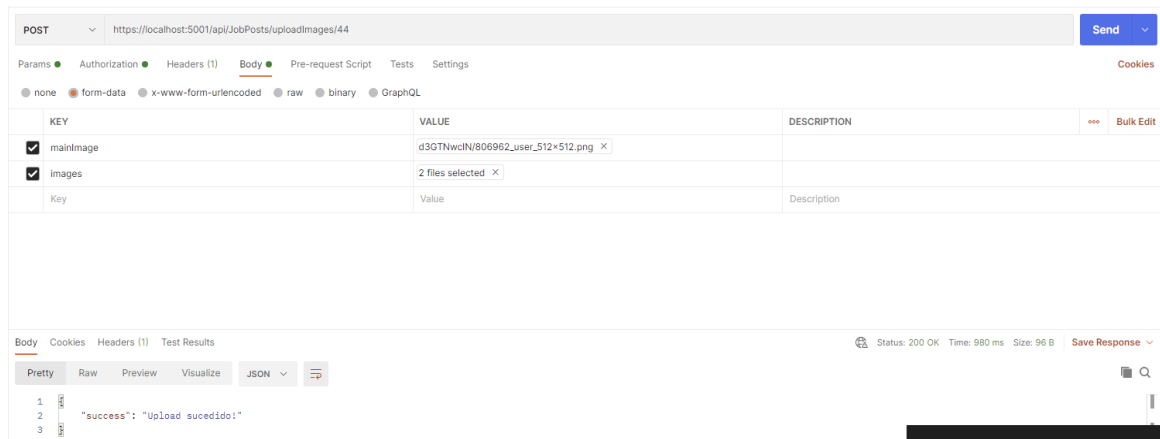 POST https://localhost:5001/api/JobPosts/uploadImages/44 Send
Params Authorization Headers (1) Body Pre-request Script Tests Settings Cookies
none form-data x-www-form-urlencoded raw binary GraphQL
KEY VALUE DESCRIPTION ooo Bulk Edit
mainImage d3GTNwcIN/806962_user_512×512.png ×
images 2 files selected ×
Key Value Description
Body Cookies Headers (1) Test Results Status: 200 OK Time: 980 ms Size: 96 B Save Response
Pretty Raw Preview Visualize JSON
1 {
2 "success": "Upload sucedido!"
3 }